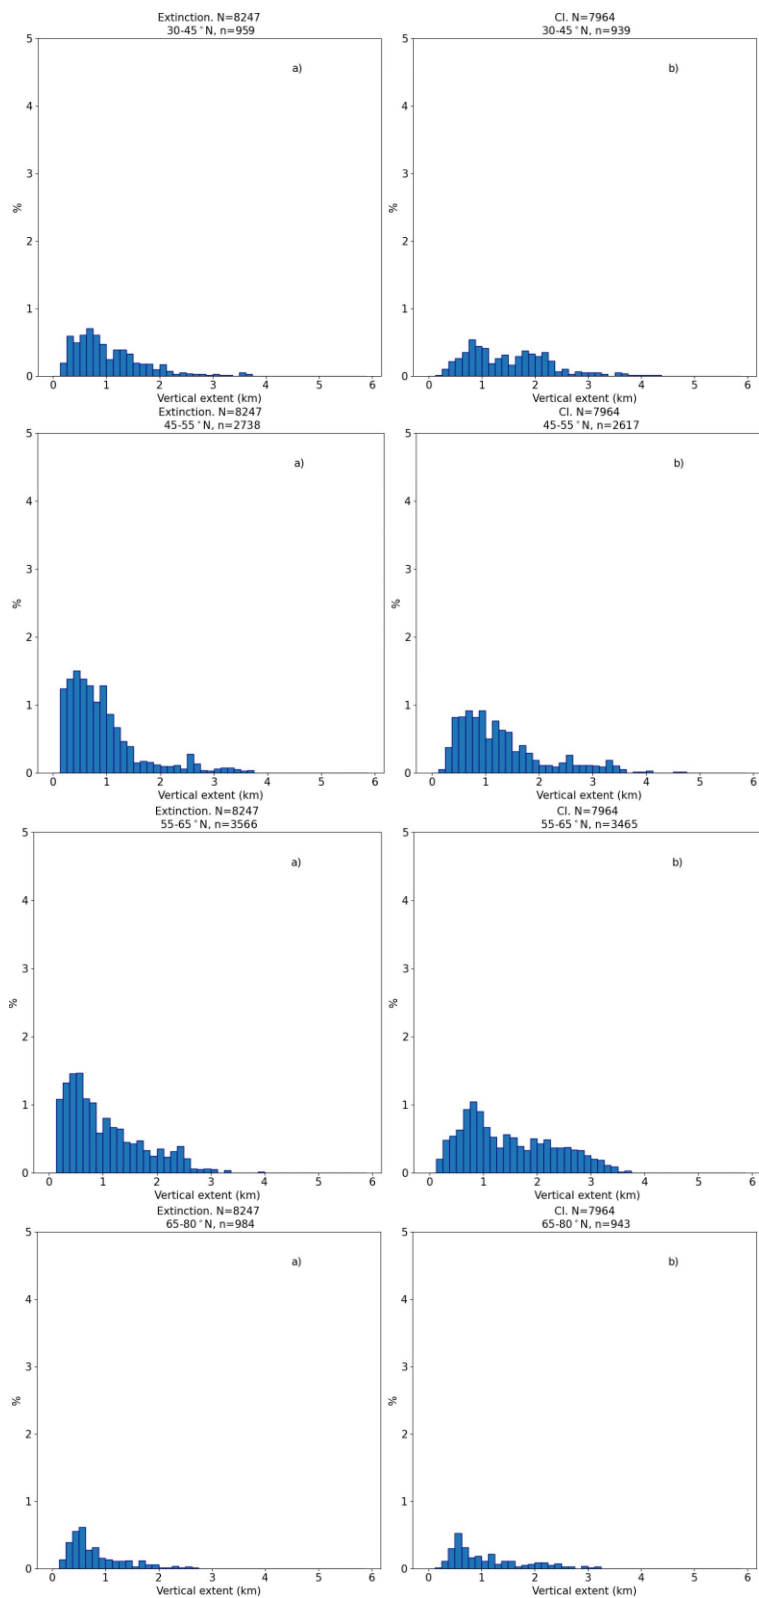 Extinction. N=8247
30-45°N, n=959
CI. N=7964
30-45°N, n=939
a)
b)
%
5
4
3
2
1
0
0 1 2 3 4 5 6
Vertical extent (km)
%
5
4
3
2
1
0
0 1 2 3 4 5 6
Vertical extent (km)
Extinction. N=8247
45-55°N, n=2738
CI. N=7964
45-55°N, n=2617
a)
b)
%
5
4
3
2
1
0
0 1 2 3 4 5 6
Vertical extent (km)
%
5
4
3
2
1
0
0 1 2 3 4 5 6
Vertical extent (km)
Extinction. N=8247
55-65°N, n=3566
CI. N=7964
55-65°N, n=3465
a)
b)
%
5
4
3
2
1
0
0 1 2 3 4 5 6
Vertical extent (km)
%
5
4
3
2
1
0
0 1 2 3 4 5 6
Vertical extent (km)
Extinction. N=8247
65-80°N, n=984
CI. N=7964
65-80°N, n=943
a)
b)
%
5
4
3
2
1
0
0 1 2 3 4 5 6
Vertical extent (km)
%
5
4
3
2
1
0
0 1 2 3 4 5 6
Vertical extent (km)